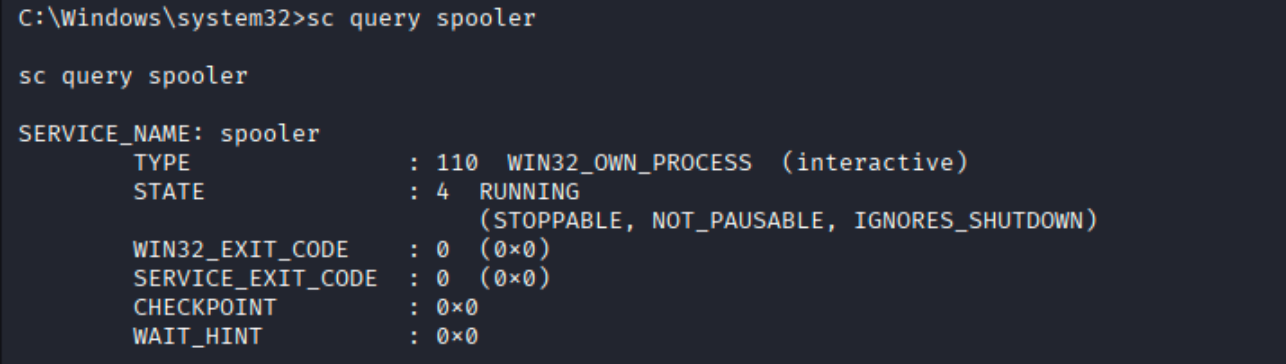 C:\Windows\system32>sc query spooler
sc query spooler
SERVICE_NAME: spooler
TYPE : 110 WIN32_OWN_PROCESS (interactive)
STATE : 4 RUNNING
(STOPPABLE, NOT_PAUSABLE, IGNORES_SHUTDOWN)
WIN32_EXIT_CODE : 0 (0×0)
SERVICE_EXIT_CODE : 0 (0×0)
CHECKPOINT : 0×0
WAIT_HINT : 0×0